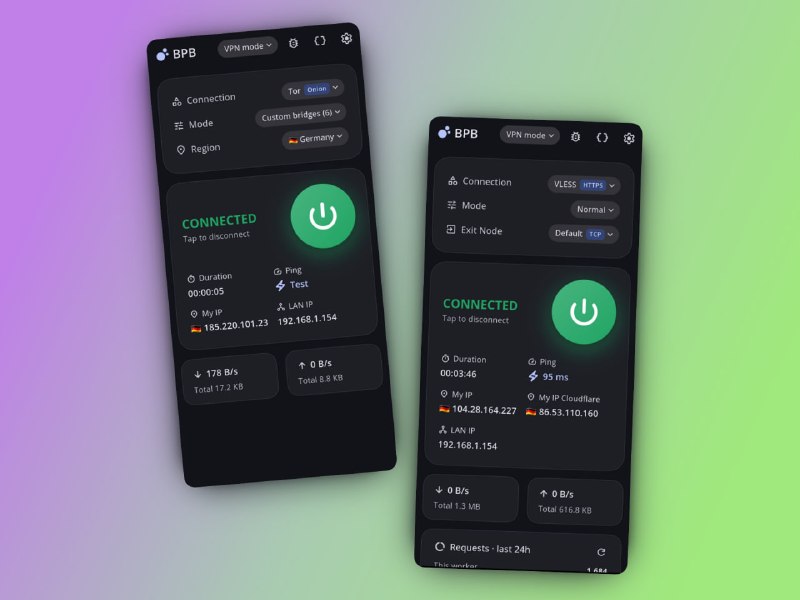 BPB
VPN mode
Connection
Tor Onion
Mode
Custom bridges (6)
Region
Germany
CONNECTED
Tap to disconnect
Duration
00:00:05
Ping
Test
My IP
185.220.101.23
LAN IP
192.168.1.154
178 B/s
Total 17.2 KB
0 B/s
Total 8.8 KB
BPB
VPN mode
Connection
VLESS HTTPS
Mode
Normal
Exit Node
Default TCP
CONNECTED
Tap to disconnect
Duration
00:03:46
Ping
95 ms
My IP
104.28.164.227
My IP Cloudflare
86.53.110.160
LAN IP
192.168.1.154
0 B/s
Total 1.3 MB
0 B/s
Total 616.8 KB
Requests · last 24h
This worker
1,684